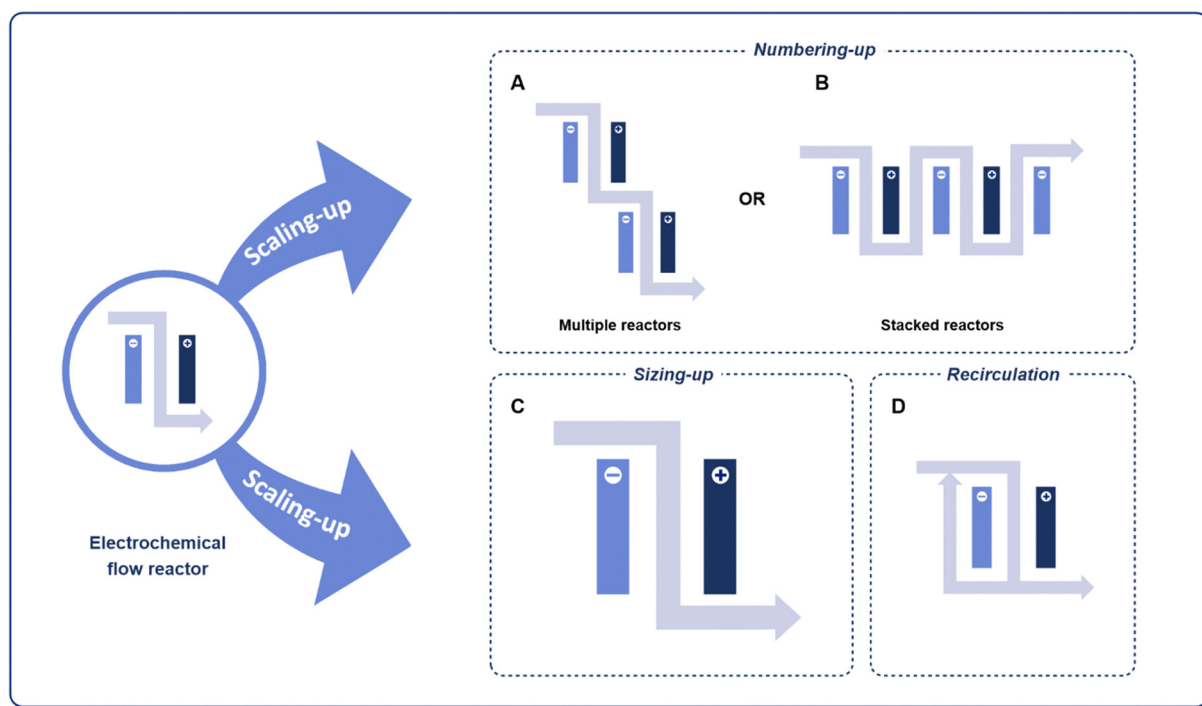 Numbering-up
A
B
−
+
−
+
−
+
−
+
−
OR
Multiple reactors
Stacked reactors
Scaling-up
−
+
Scaling-up
Electrochemical
flow reactor
Sizing-up
C
−
+
Recirculation
D
−
+